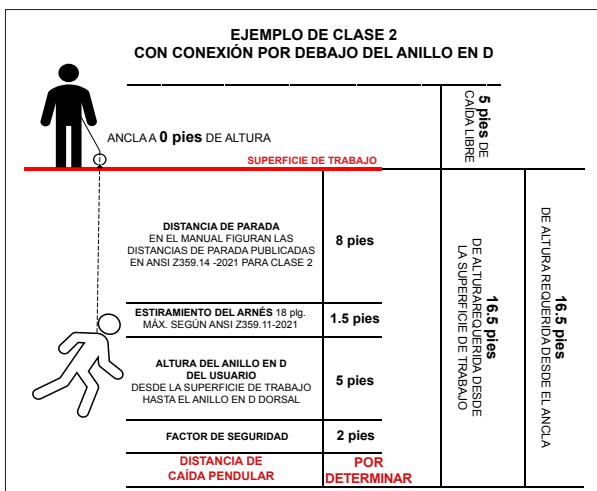 EJEMPLO DE CLASE 2
CON CONEXIÓN POR DEBAJO DEL ANILLO EN D
5 pies DE
CAÍDA LIBRE
ANCLA A 0 pies DE ALTURA
SUPERFICIE DE TRABAJO
DISTANCIA DE PARADA
EN EL MANUAL FIGURAN LAS
DISTANCIAS DE PARADA PUBLICADAS
EN ANSI Z359.14 -2021 PARA CLASE 2
8 pies
ESTIRAMIENTO DEL ARNÉS 18 plg.
MÁX. SEGÚN ANSI Z359.11-2021
1.5 pies
ALTURA DEL ANILLO EN D
DEL USUARIO
DESDE LA SUPERFICIE DE TRABAJO
HASTA EL ANILLO EN D DORSAL
5 pies
FACTOR DE SEGURIDAD
2 pies
DISTANCIA DE
CAÍDA PENDULAR
POR
DETERMINAR
16.5 pies
DE ALTURA REQUERIDA DESDE
LA SUPERFICIE DE TRABAJO
16.5 pies
DE ALTURA REQUERIDA DESDE EL ANCLA